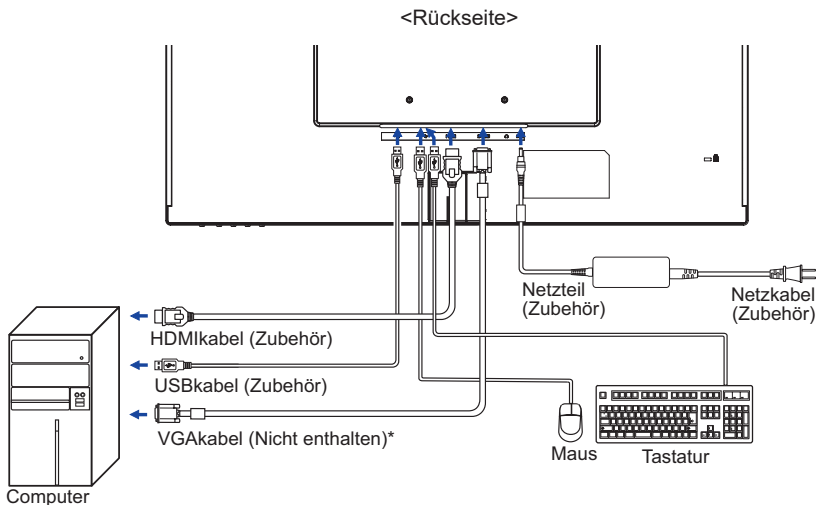 <Rückseite>
Netzteil
(Zubehör)
Netzkabel
(Zubehör)
HDMIkabel (Zubehör)
USBkabel (Zubehör)
VGAkabel (Nicht enthalten)*
Maus
Tastatur
Computer